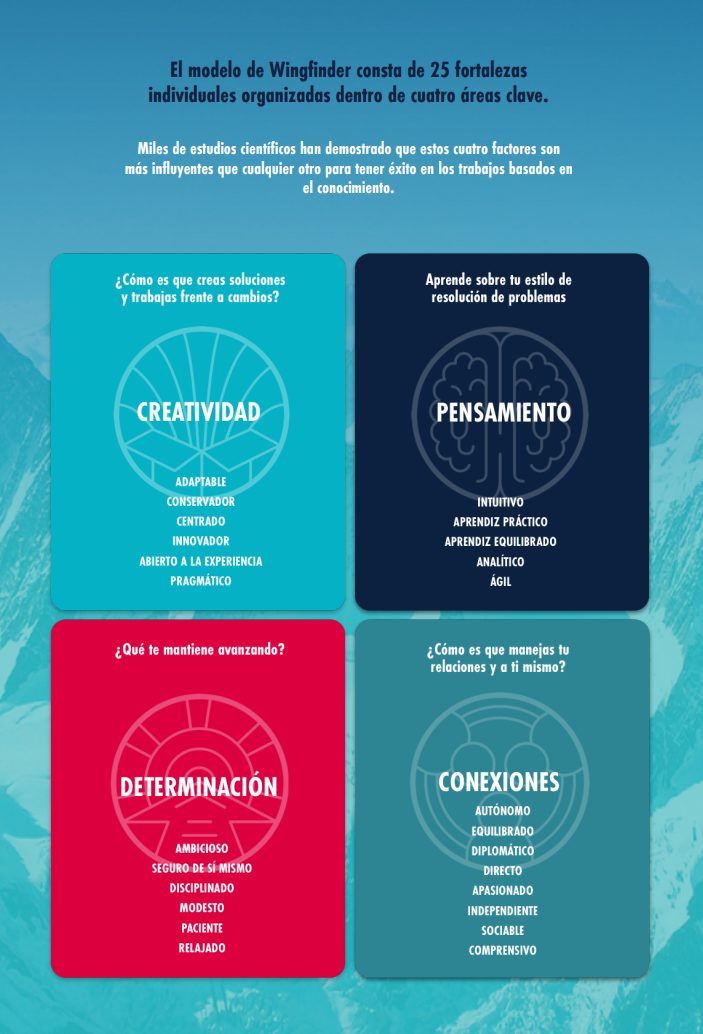 El modelo de Wingfinder consta de 25 fortalezas
individuales organizadas dentro de cuatro áreas clave.
Miles de estudios científicos han demostrado que estos cuatro factores son
más influyentes que cualquier otro para tener éxito en los trabajos basados en
el conocimiento.
¿Cómo es que creas soluciones
y trabajas frente a cambios?
CREATIVIDAD
ADAPTABLE
CONSERVADOR
CENTRADO
INNOVADOR
ABIERTO A LA EXPERIENCIA
PRAGMÁTICO
Aprende sobre tu estilo de
resolución de problemas
PENSAMIENTO
INTUITIVO
APRENDIZ PRÁCTICO
APRENDIZ EQUILIBRADO
ANALÍTICO
ÁGIL
¿Qué te mantiene avanzando?
DETERMINACIÓN
AMBICIOSO
SEGURO DE SÍ MISMO
DISCIPLINADO
MODESTO
PACIENTE
RELAJADO
¿Cómo es que manejas tu
relaciones y a ti mismo?
CONEXIONES
AUTÓNOMO
EQUILIBRADO
DIPLOMÁTICO
DIRECTO
APASIONADO
INDEPENDIENTE
SOCIABLE
COMPRENSIVO